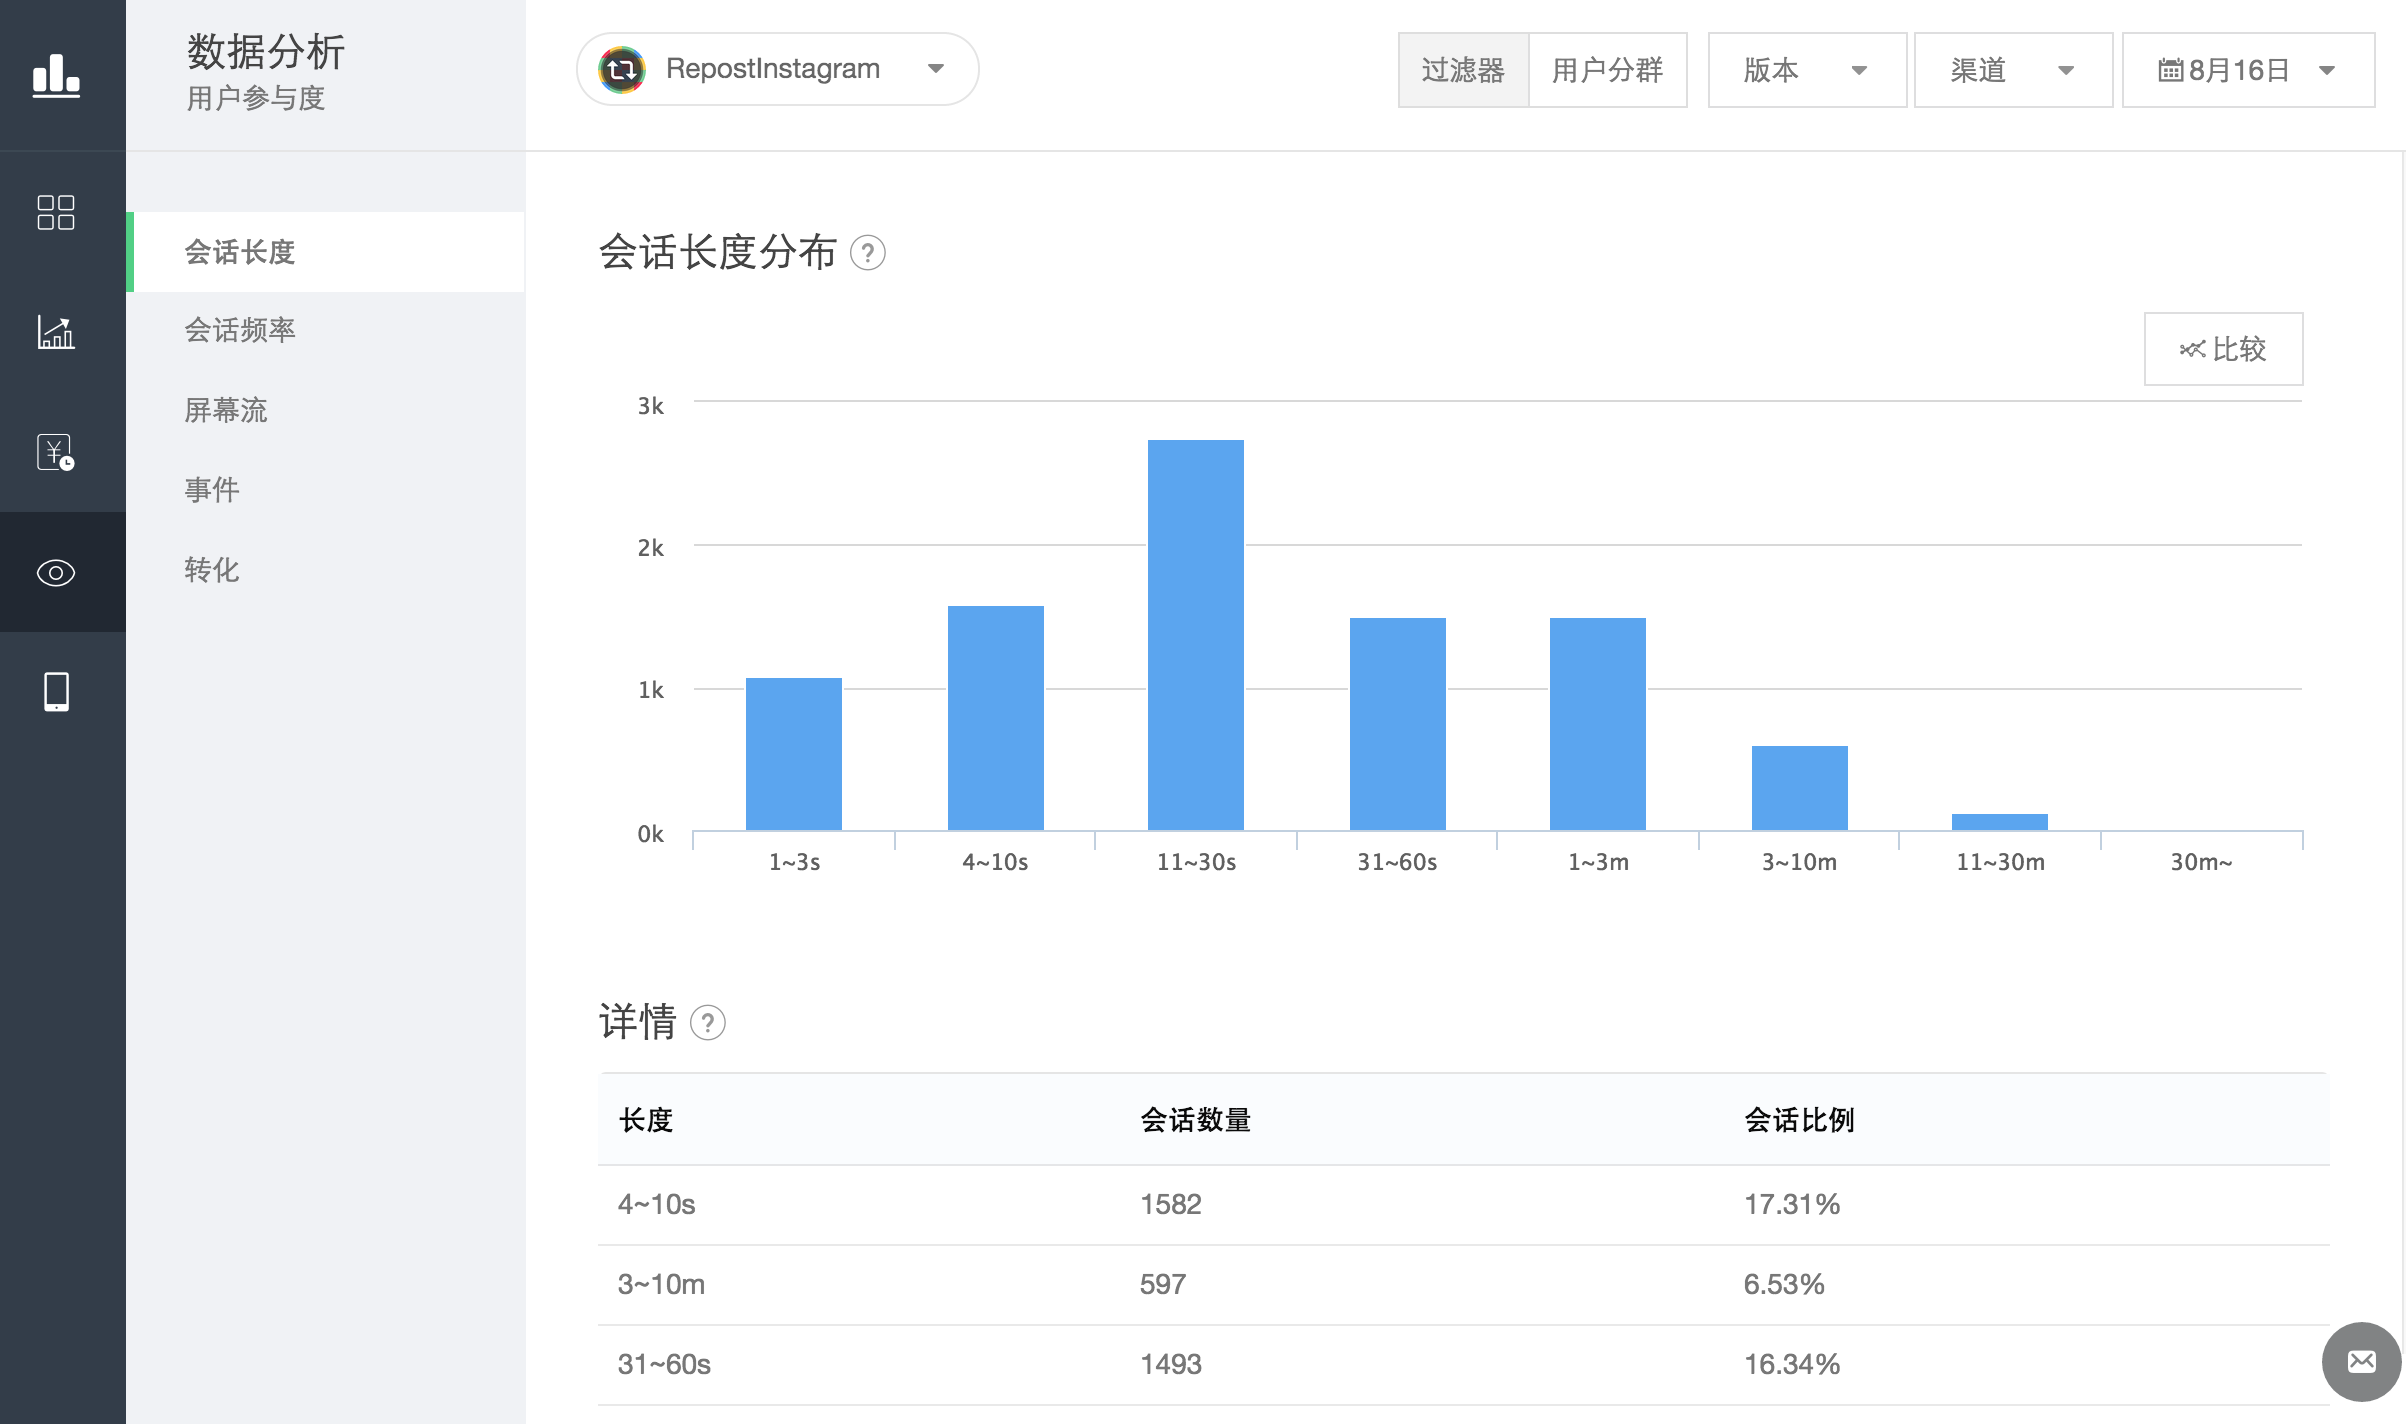 数据分析
用户参与度
RepostInstagram
过滤器
用户分群
版本
渠道
8月16日
会话长度
会话频率
屏幕流
事件
转化
会话长度分布 ?
比较
3k
2k
1k
0k
1~3s 4~10s 11~30s 31~60s 1~3m 3~10m 11~30m 30m~
详情 ?
长度 会话数量 会话比例
4~10s 1582 17.31%
3~10m 597 6.53%
31~60s 1493 16.34%